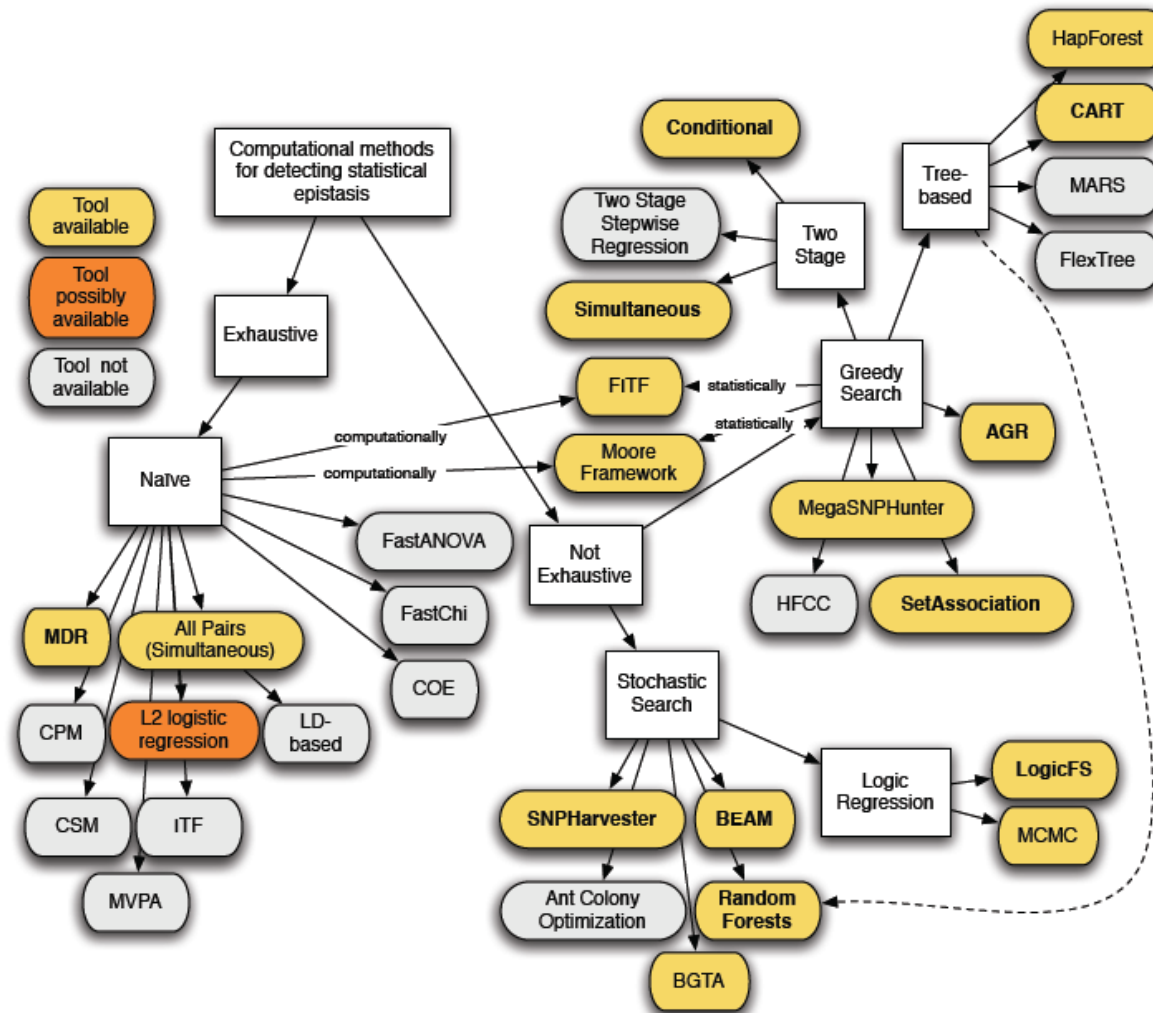 HapForest
Conditional
CART
Computational methods
for detecting statistical
epistasis
Tree-
based
MARS
Tool
available
Two Stage
Stepwise
Regression
Two
Stage
FlexTree
Tool
possibly
available
Simultaneous
Exhaustive
Tool not
available
FITF
statistically
Greedy
Search
computationally
statistically
AGR
Naïve
computationally
Moore
Framework
MegaSNPHunter
FastANOVA
Not
Exhaustive
HFCC
SetAssociation
FastChi
MDR
All Pairs
(Simultaneous)
COE
Stochastic
Search
CPM
L2 logistic
regression
LD-
based
Logic
Regression
LogicFS
CSM
ITF
SNPHarvester
BEAM
MCMC
MVPA
Ant Colony
Optimization
Random
Forests
BGTA